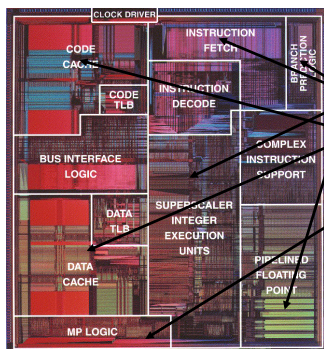 CLOCK DRIVER
CODE
CACHE
INSTRUCTION
FETCH
BRANCH
PREDICTION
LOGIC
CODE
TLB
INSTRUCTION
DECODE
BUS INTERFACE
LOGIC
COMPLEX
INSTRUCTION
SUPPORT
DATA
TLB
SUPERSCALER
INTEGER
EXECUTION
UNITS
DATA
CACHE
PIPELINED
FLOATING
POINT
MP LOGIC